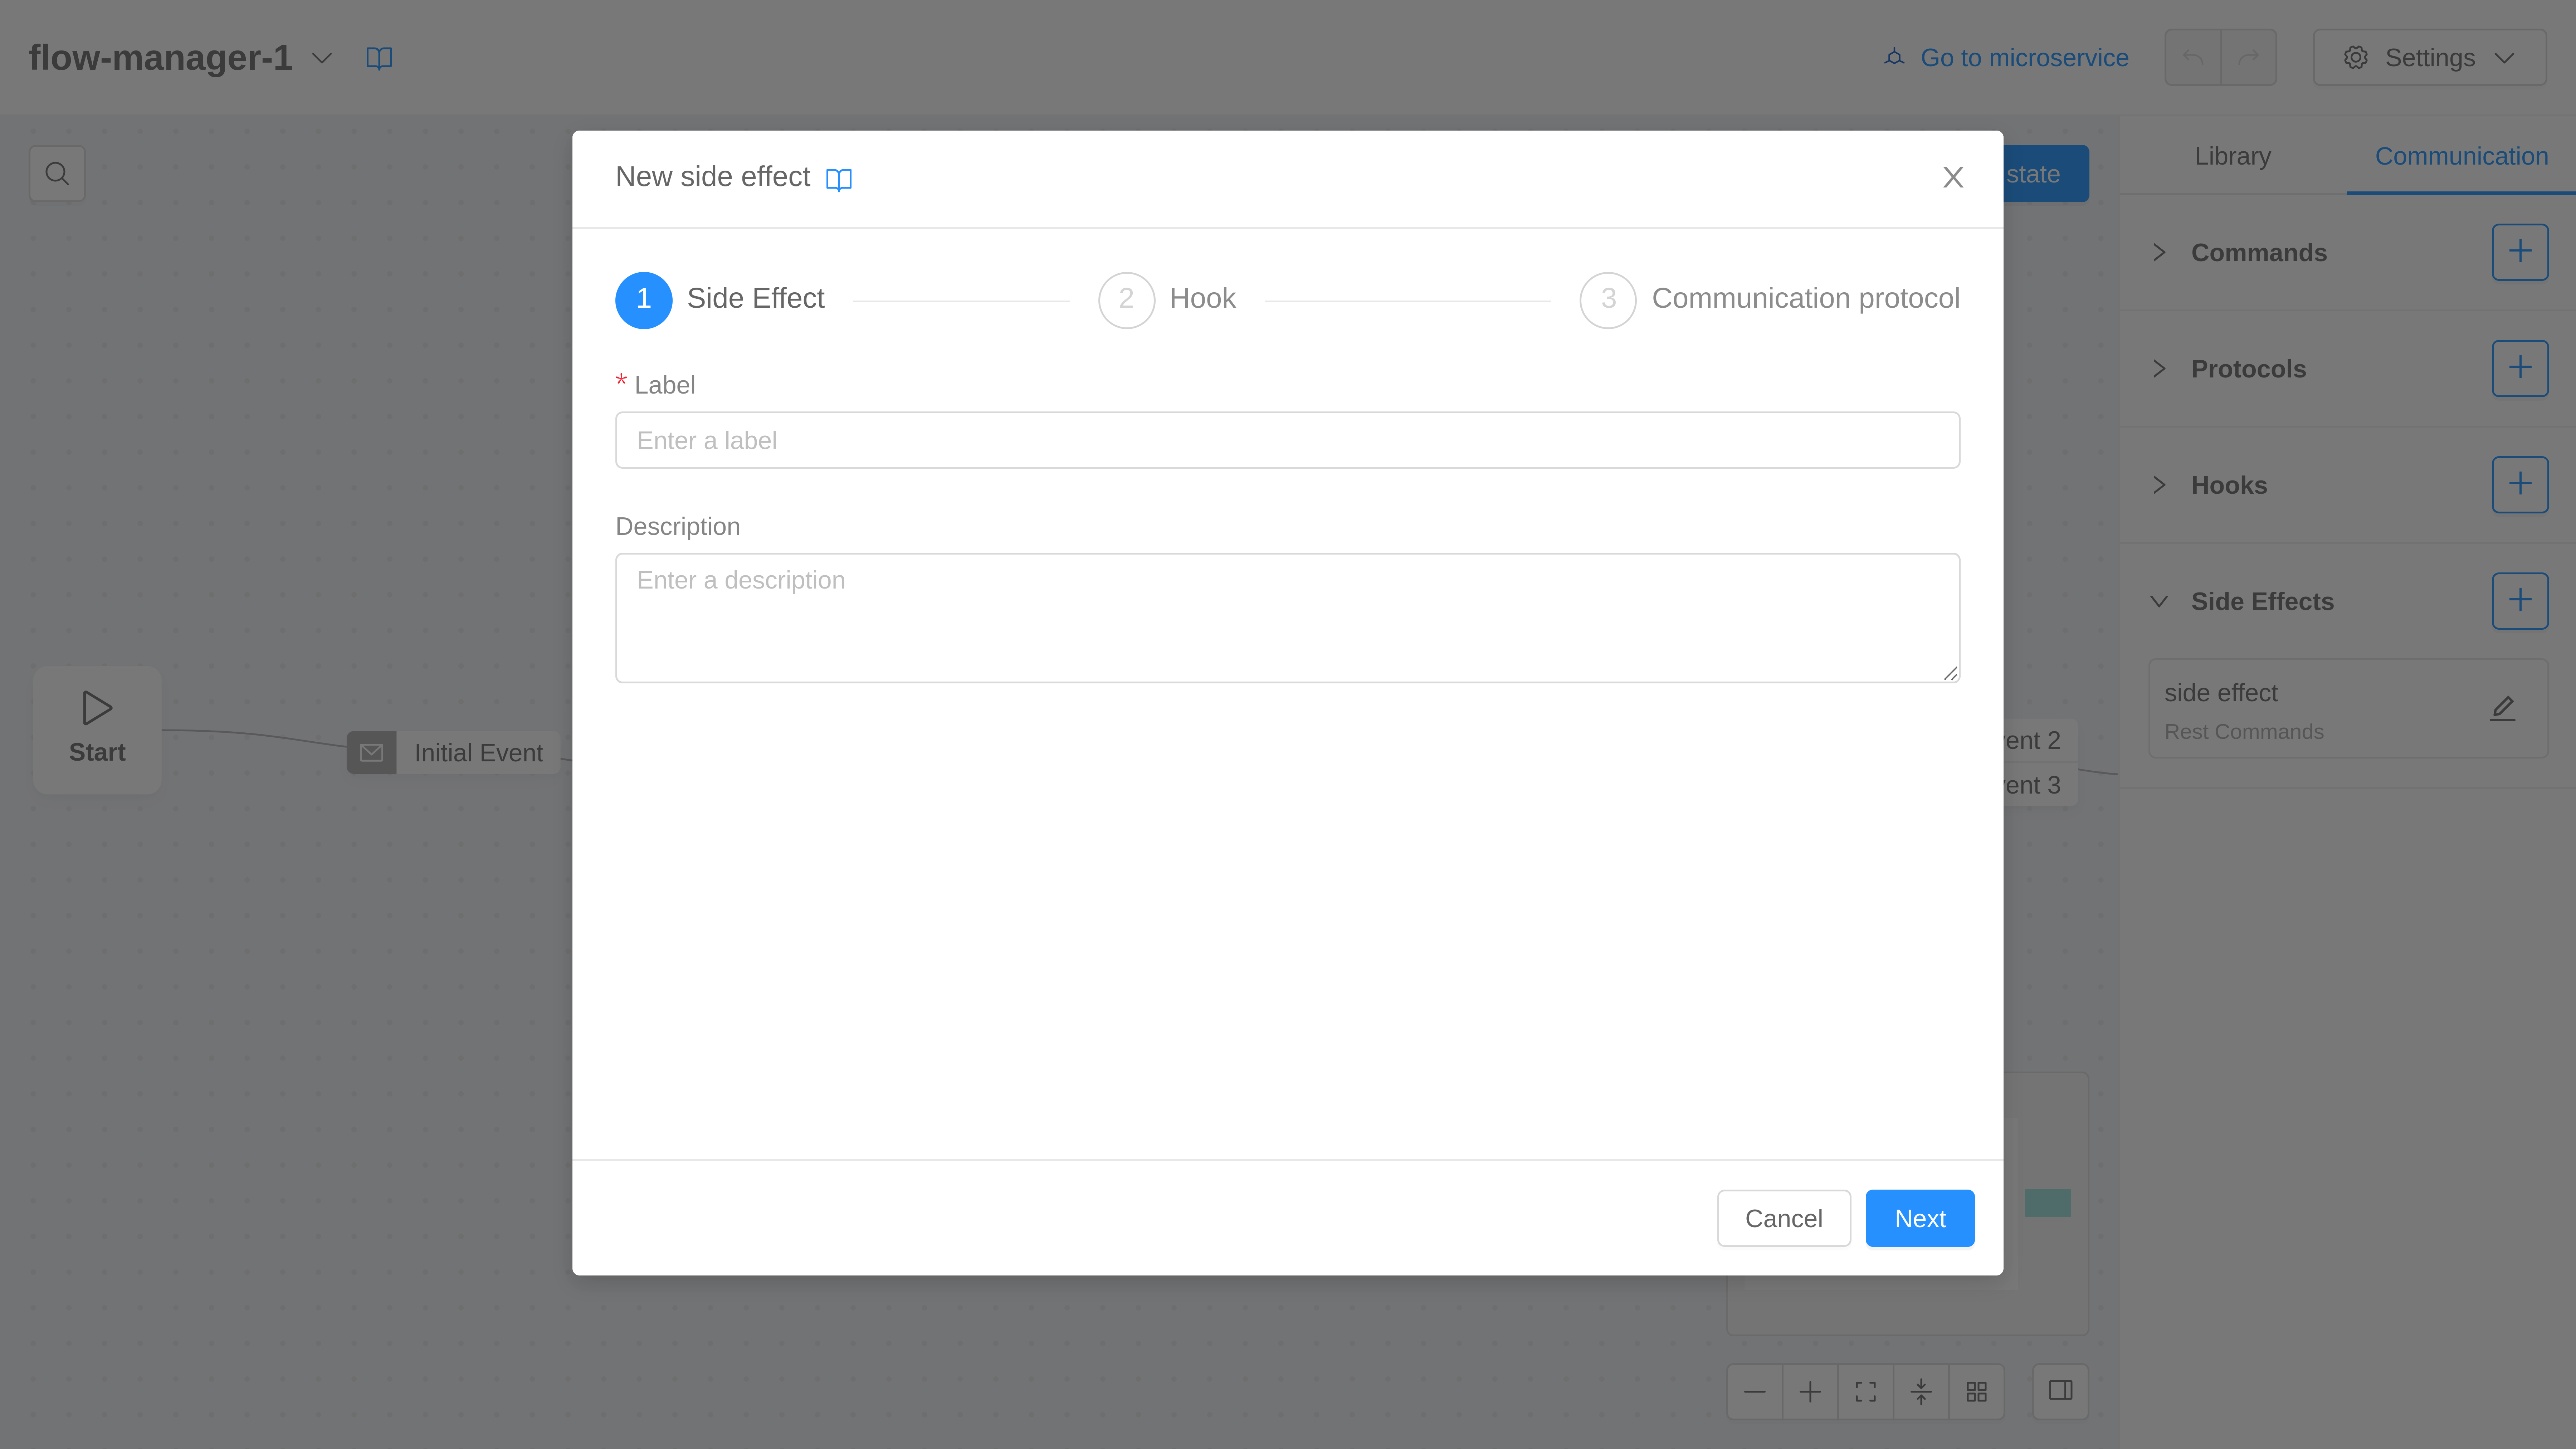 flow-manager-1
Go to microservice
Settings
state
Library
Communication
New side effect
1 Side Effect
2 Hook
3 Communication protocol
* Label
Enter a label
Description
Enter a description
Cancel
Next
Commands
Protocols
Hooks
Side Effects
side effect
Rest Commands
Start
Initial Event
ent 2
ent 3